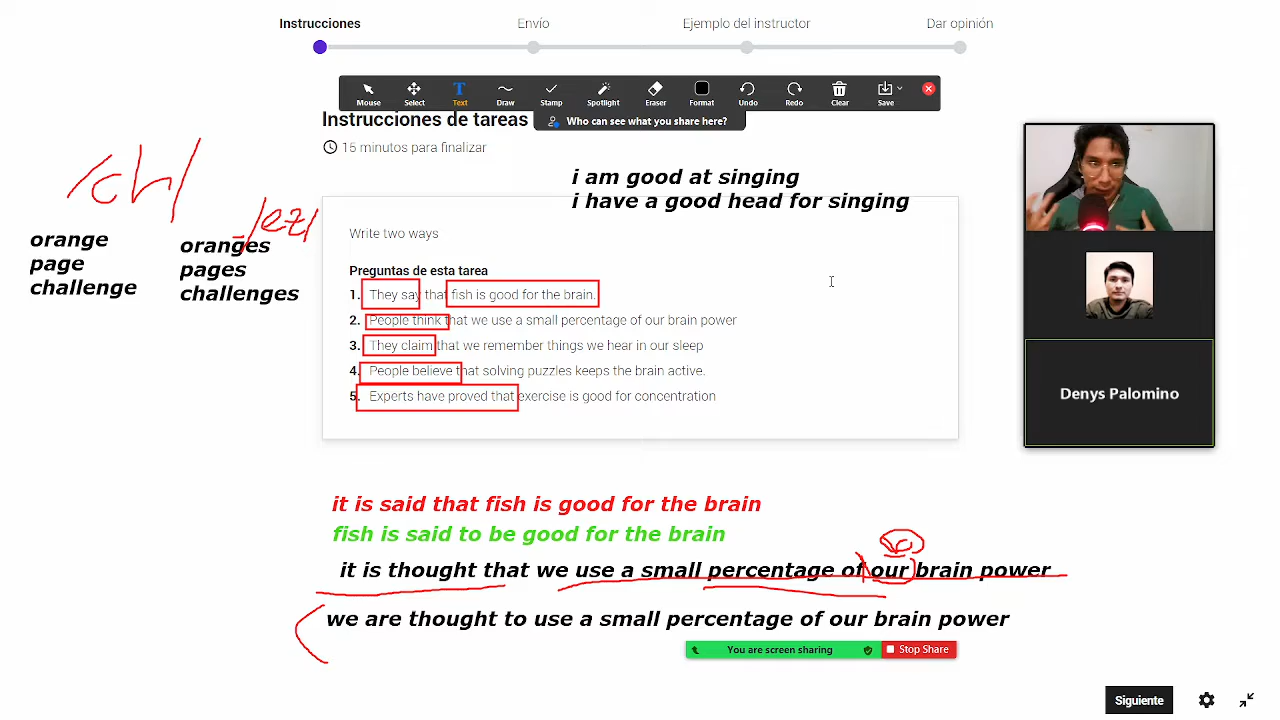 Instrucciones
Envío
Ejemplo del instructor
Dar opinión
Mouse
Select
Text
Draw
Stamp
Spotlight
Eraser
Format
Undo
Redo
Clear
Save
Instrucciones de tareas
Who can see what you share here?
16 minutos para finalizar
i am good at singing
i have a good head for singing
/ch/
/ez/
orange
page
challenge
oranges
pages
challenges
Write two ways
Preguntas de esta tarea
1. They say that fish is good for the brain.
2. People think that we use a small percentage of our brain power
3. They claim that we remember things we hear in our sleep
4. People believe that solving puzzles keeps the brain active.
5. Experts have proved that exercise is good for concentration
Denys Palomino
it is said that fish is good for the brain
fish is said to be good for the brain
it is thought that we use a small percentage of our brain power
we are thought to use a small percentage of our brain power
You are screen sharing
Stop Share
Siguiente